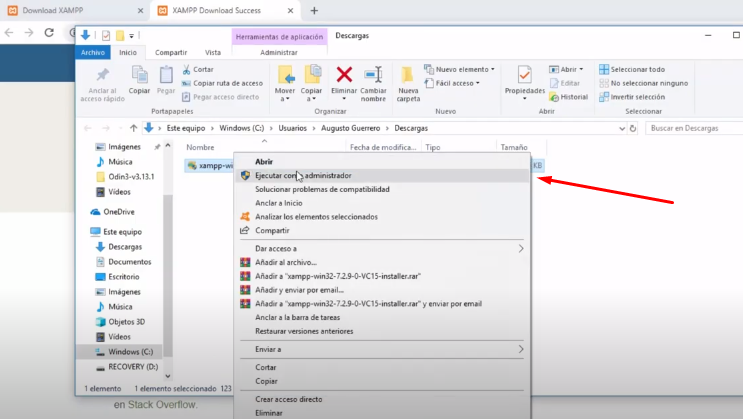 Download XAMPP
XAMPP Download Success
Herramientas de aplicación
Descargas
Archivo
Inicio
Compartir
Vista
Administrar
Anclar al acceso rápido
Copiar
Pegar
Cortar
Copiar ruta de acceso
Pegar acceso directo
Portapapeles
Mover a
Copiar a
Eliminar
Cambiar nombre
Organizar
Nueva carpeta
Nuevo elemento
Fácil acceso
Nuevo
Propiedades
Abrir
Editar
Historial
Abrir
Seleccionar todo
No seleccionar ninguno
Invertir selección
Seleccionar
Este equipo > Windows (C:) > Usuarios > Augusto Guerrero > Descargas
Buscar en Descargas
Nombre
Fecha de modifica...
Tipo
Tamaño
Imágenes
Música
Odin3-v3.13.1
Vídeos
OneDrive
Este equipo
Descargas
Documentos
Escritorio
Imágenes
Música
Objetos 3D
Vídeos
Windows (C:)
RECOVERY (D:)
xampp-wi
KB
Abrir
Ejecutar como administrador
Solucionar problemas de compatibilidad
Anclar a Inicio
Analizar los elementos seleccionados
Compartir
Dar acceso a
Añadir al archivo...
Añadir a "xampp-win32-7.2.9-0-VC15-installer.rar"
Añadir y enviar por email...
Añadir a "xampp-win32-7.2.9-0-VC15-installer.rar" y enviar por email
Anclar a la barra de tareas
Restaurar versiones anteriores
Enviar a
Cortar
Copiar
Crear acceso directo
Eliminar
1 elemento
1 elemento seleccionado 123
en Stack Overflow.